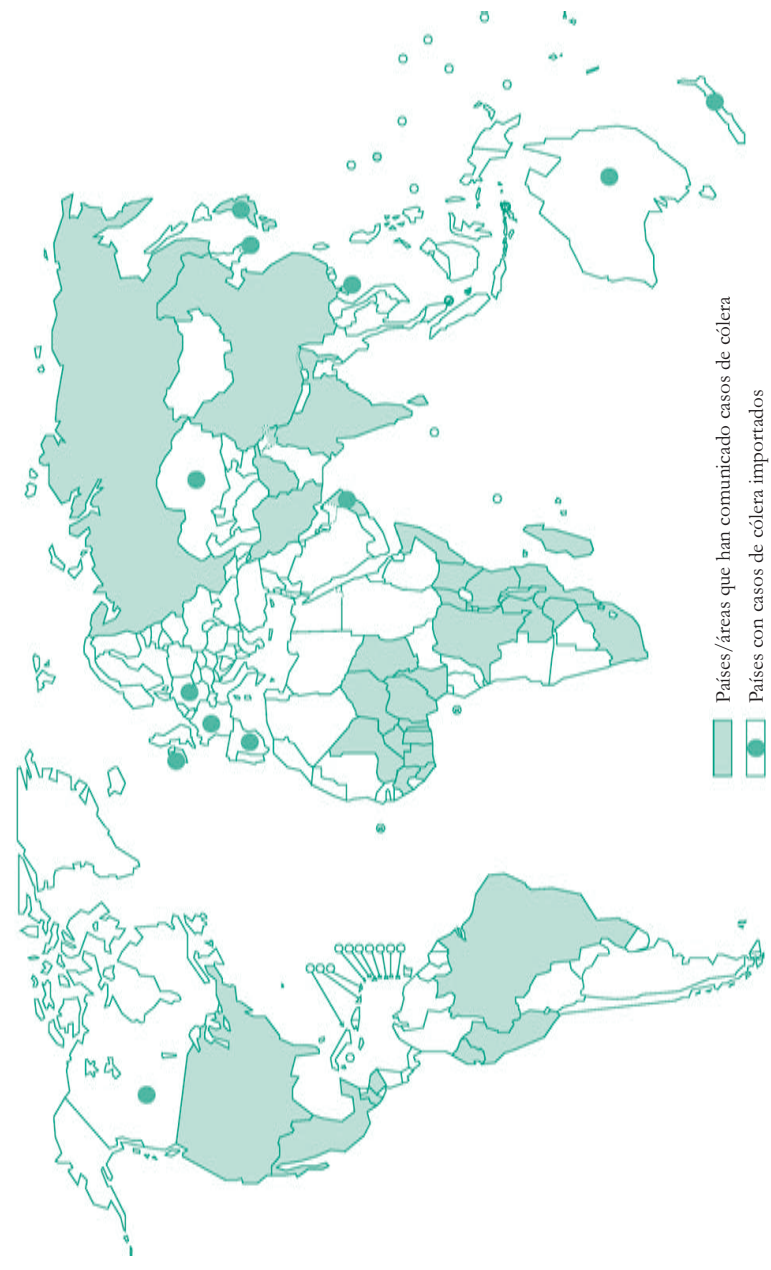 Países/áreas que han comunicado casos de cólera
Países con casos de cólera importados